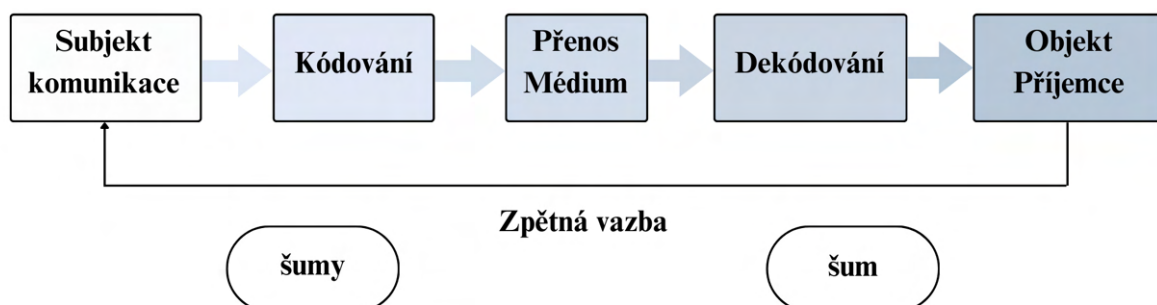 Subjekt
komunikace
Kódování
Přenos
Médium
Dekódování
Objekt
Příjemce
Zpětná vazba
šumy
šum